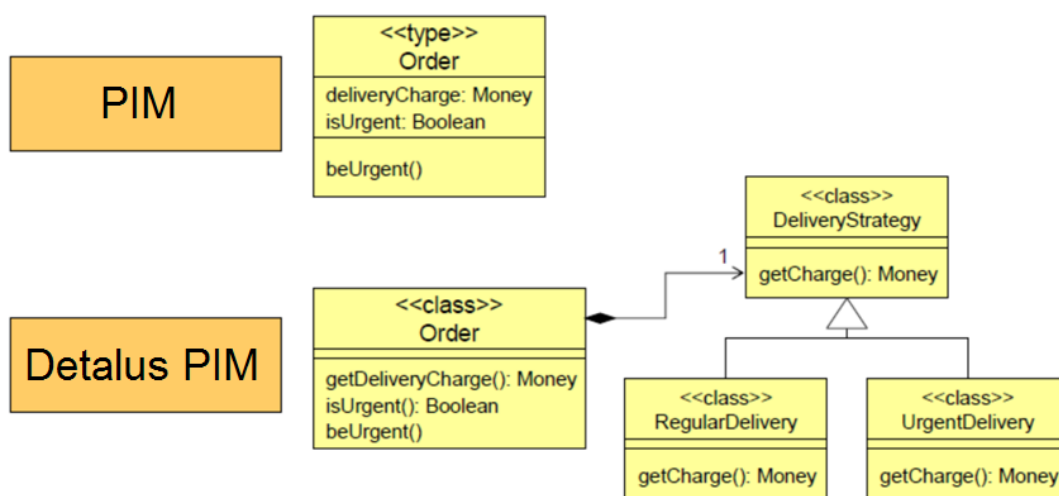 PIM
<<type>>
Order
deliveryCharge: Money
isUrgent: Boolean
beUrgent()
<<class>>
DeliveryStrategy
getCharge(): Money
1
Detalus PIM
<<class>>
Order
getDeliveryCharge(): Money
isUrgent(): Boolean
beUrgent()
<<class>>
RegularDelivery
getCharge(): Money
<<class>>
UrgentDelivery
getCharge(): Money